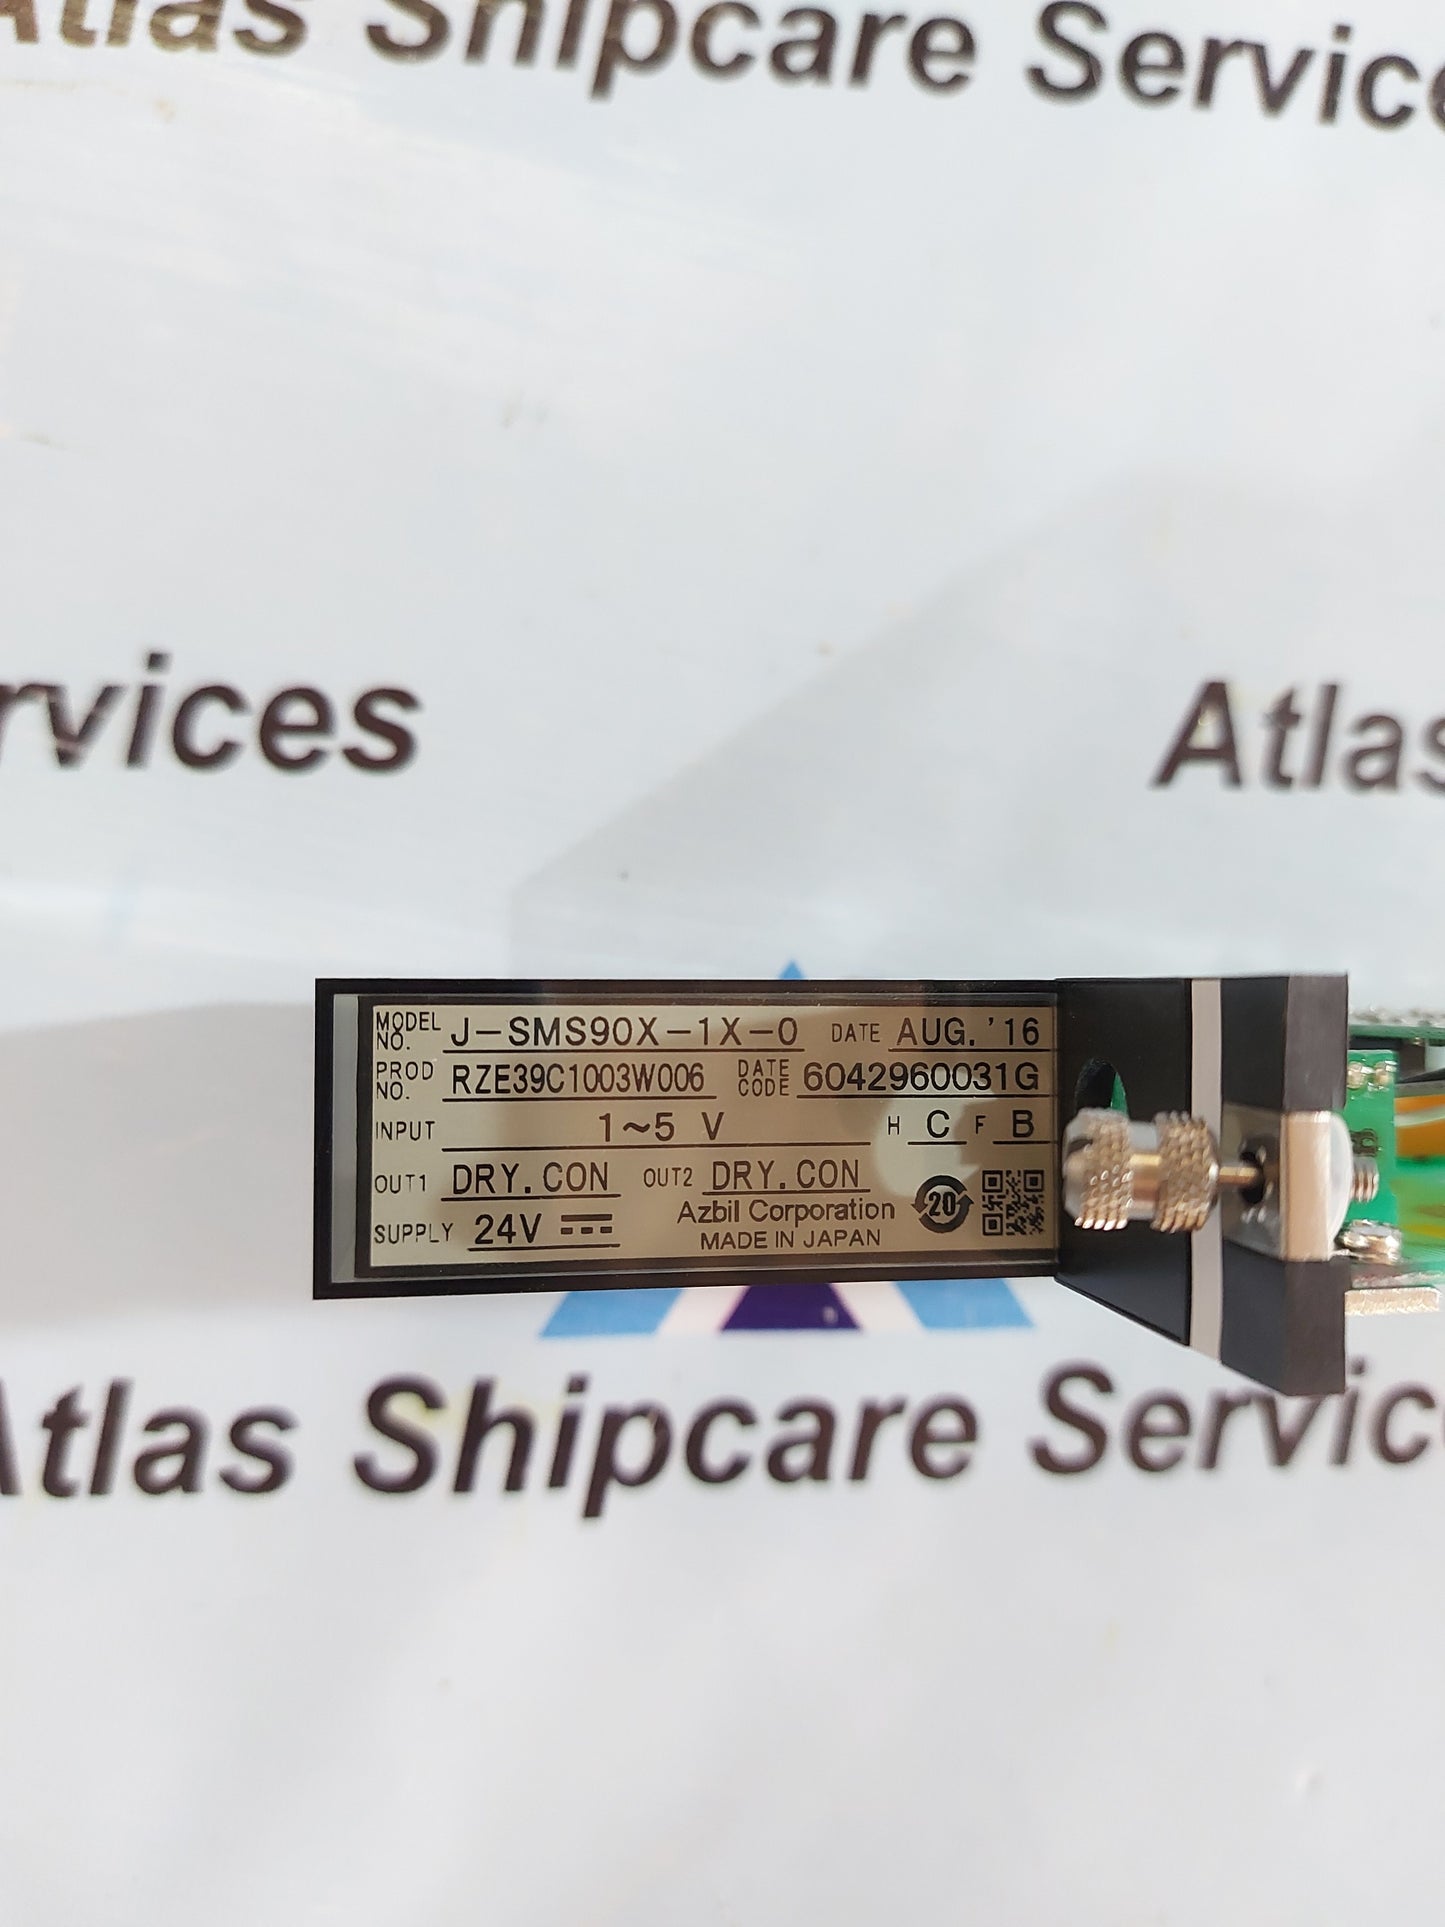 Atlas Shipcare Service
rvices
Atlas
MODEL NO. J-SMS90X-1X-0 DATE AUG.'16
PROD NO. RZE39C1003W006 DATE CODE 6042960031G
INPUT 1~5 V H C F B
OUT1 DRY.CON OUT2 DRY.CON
SUPPLY 24V Azbil Corporation 20
MADE IN JAPAN
Atlas Shipcare Servic